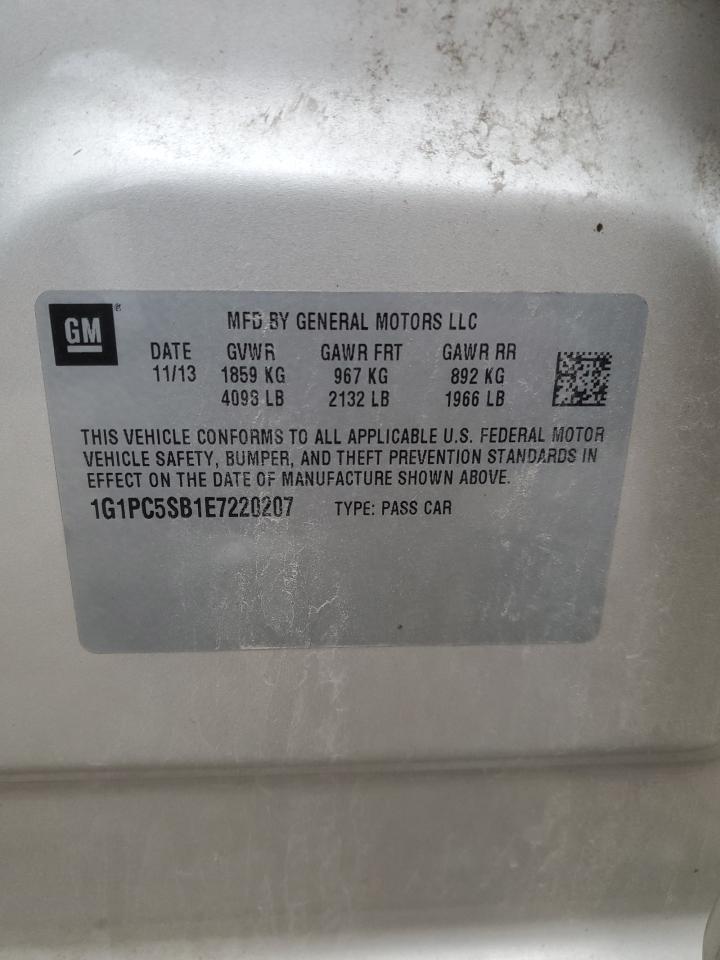 GM ®
MFD BY GENERAL MOTORS LLC
DATE GVWR GAWR FRT GAWR RR
11/13 1859 KG 967 KG 892 KG
4098 LB 2132 LB 1966 LB
THIS VEHICLE CONFORMS TO ALL APPLICABLE U.S. FEDERAL MOTOR
VEHICLE SAFETY, BUMPER, AND THEFT PREVENTION STANDARDS IN
EFFECT ON THE DATE OF MANUFACTURE SHOWN ABOVE.
1G1PC5SB1E7220207 TYPE: PASS CAR